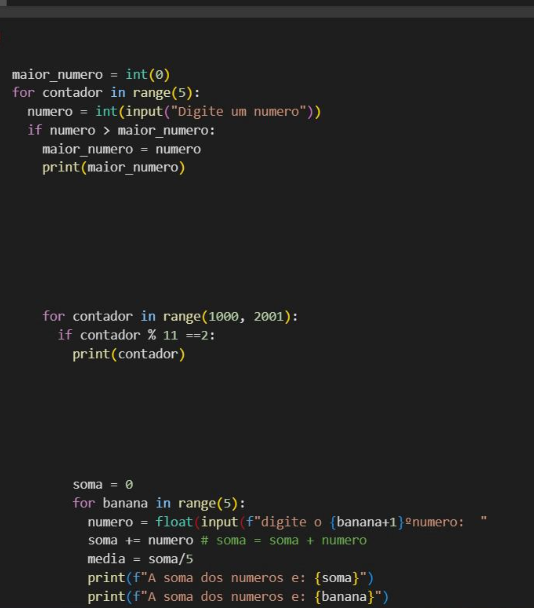 maior_numero = int(0)
for contador in range(5):
  numero = int(input("Digite um numero"))
  if numero > maior_numero:
    maior_numero = numero
    print(maior_numero)
    for contador in range(1000, 2001):
      if contador % 11 ==2:
        print(contador)
        soma = 0
        for banana in range(5):
          numero = float(input(f"digite o {banana+1}ºnumero:  "
          soma += numero # soma = soma + numero
          media = soma/5
          print(f"A soma dos numeros e: {soma}")
          print(f"A soma dos numeros e: {banana}")